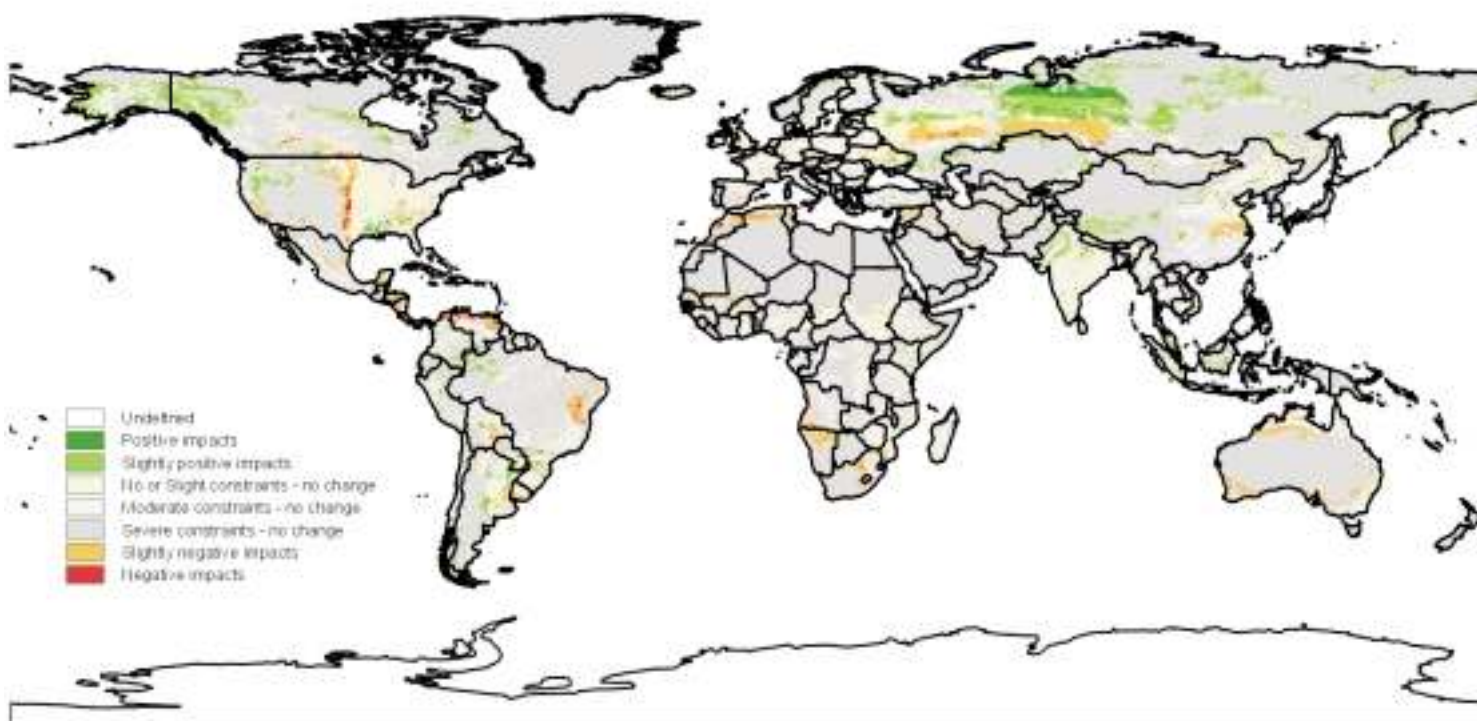 Undefined
Positive impacts
Slightly positive impacts
No or Slight constraints - no change
Moderate constraints - no change
Severe constraints - no change
Slightly negative impacts
Negative impacts